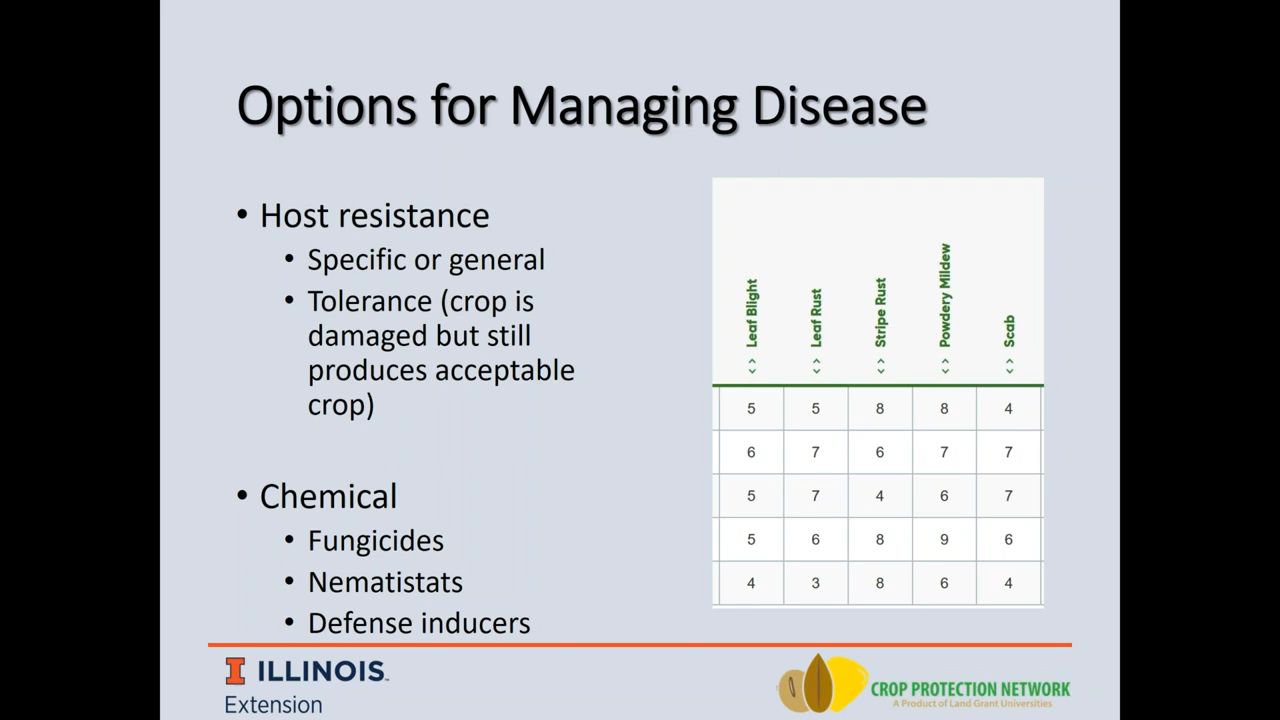 Options for Managing Disease
• Host resistance
• Specific or general
• Tolerance (crop is
damaged but still
produces acceptable
crop)
• Chemical
• Fungicides
• Nematistats
• Defense inducers
Leaf Blight
Leaf Rust
Stripe Rust
Powdery Mildew
Scab
5 5 8 8 4
6 7 6 7 7
5 7 4 6 7
5 6 8 9 6
4 3 8 6 4
I ILLINOIS
Extension
CROP PROTECTION NETWORK
A Product of Land Grant Universities